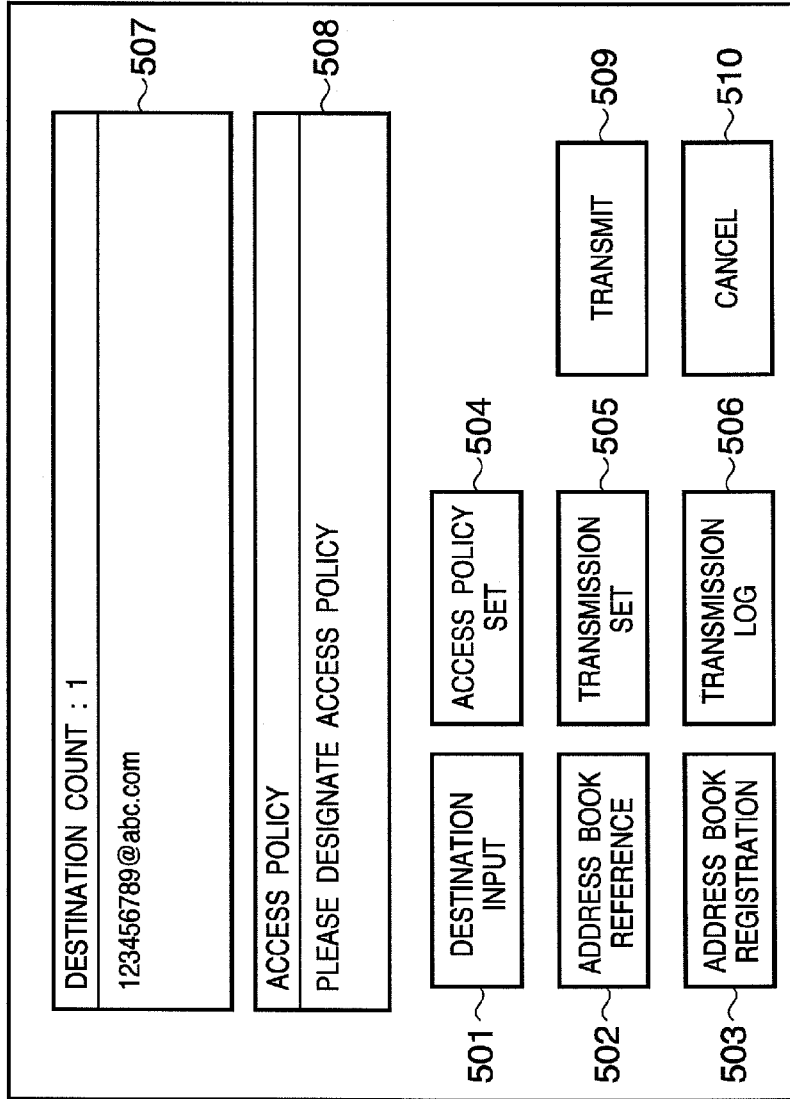 DESTINATION COUNT : 1
123456789@abc.com
507
ACCESS POLICY
PLEASE DESIGNATE ACCESS POLICY
508
501
DESTINATION
INPUT
ACCESS POLICY
SET
504
502
ADDRESS BOOK
REFERENCE
TRANSMISSION
SET
505
TRANSMIT
509
503
ADDRESS BOOK
REGISTRATION
TRANSMISSION
LOG
506
CANCEL
510